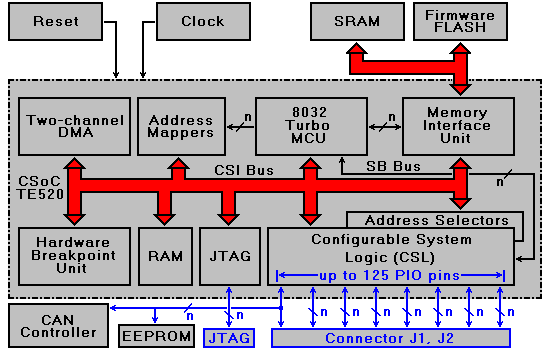 Reset
Clock
SRAM
Firmware
FLASH
Two-channel
DMA
Address
Mappers
n
8032
Turbo
MCU
n
Memory
Interface
Unit
CSI Bus
SB Bus
n
CSoC
TE520
Address Selectors
Hardware
Breakpoint
Unit
RAM
JTAG
Configurable System
Logic (CSL)
up to 125 PIO pins
CAN
Controller
n
n
n
n
n
n
n
n
n
EEPROM
JTAG
Connector J1, J2